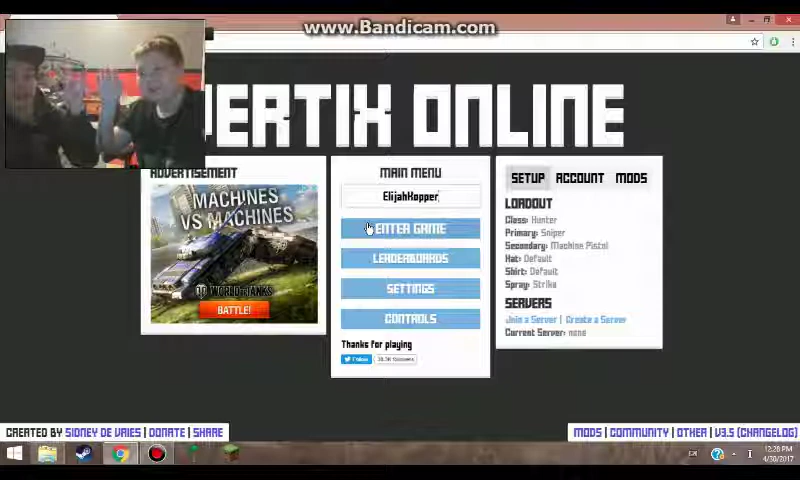 www.Bandicam.com
VERTIX ONLINE
ADVERTISEMENT
MACHINES
VS MACHINES
WORLD OF TANKS
BATTLE!
MAIN MENU
ElijahKopper
ENTER GAME
LEADERBOARDS
SETTINGS
CONTROLS
Thanks for playing
Follow
SETUP ACCOUNT MODS
LOADOUT
Class: Hunter
Primary: Sniper
Secondary: Machine Pistol
Hat: Default
Shirt: Default
Spray: Strike
SERVERS
Join a Server | Create a Server
Current Server: none
CREATED BY SIDNEY DE VRIES | DONATE | SHARE
MODS | COMMUNITY | OTHER | V3.5 (CHANGELOG)
12:28 PM
4/30/2017